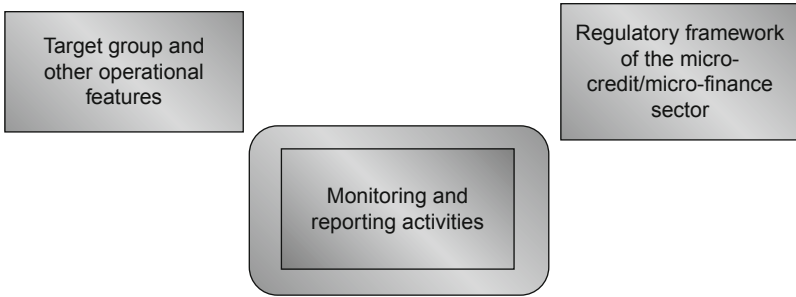 Target group and
other operational
features
Regulatory framework
of the micro-
credit/micro-finance
sector
Monitoring and
reporting activities